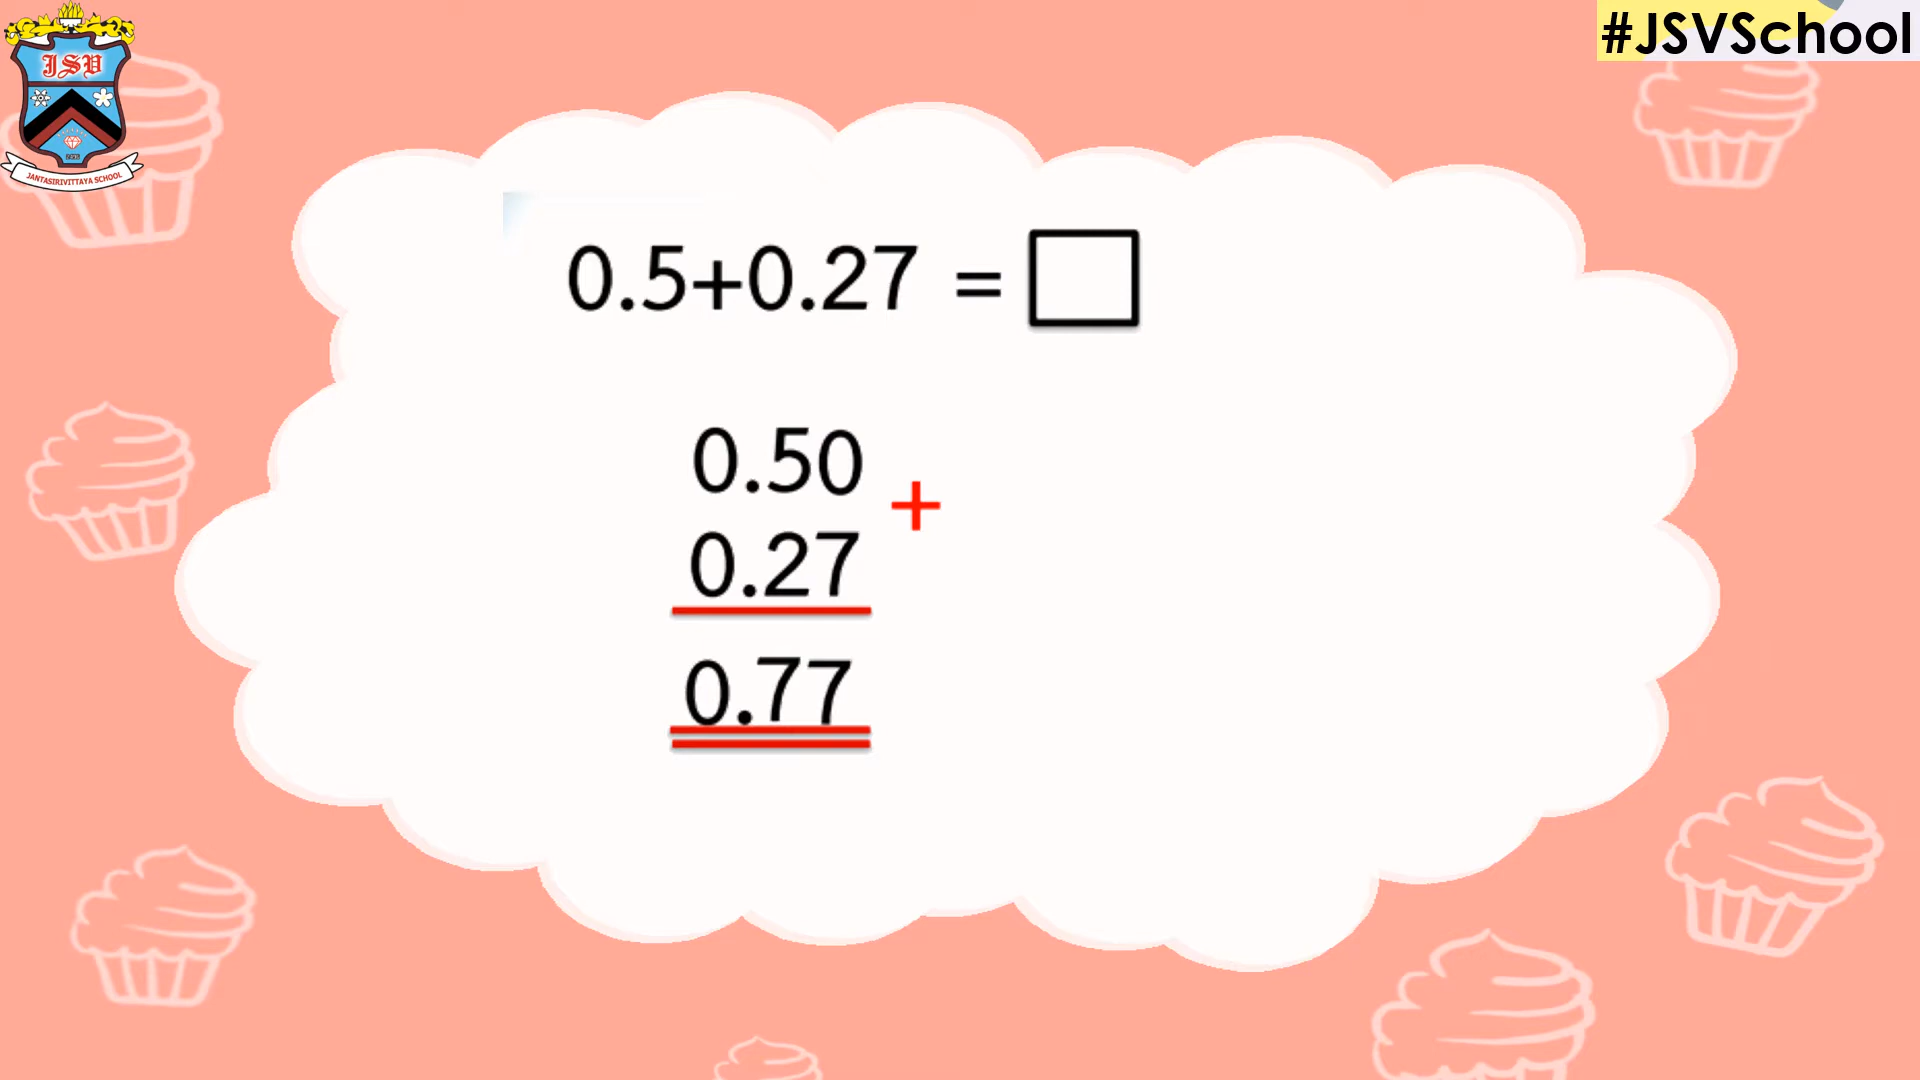 JSV
JANTASIRIVITTAYA SCHOOL
#JSVSchool
0.5+0.27 = □
0.50
+
0.27
0.77